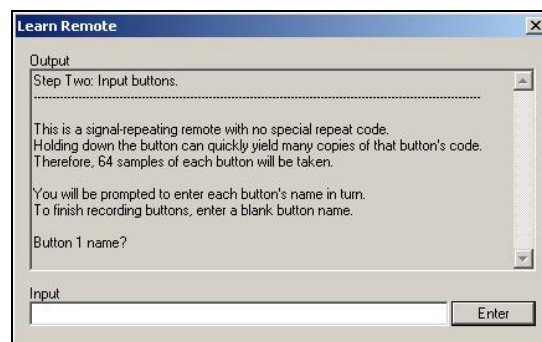 Learn Remote
Output
Step Two: Input buttons.
This is a signal-repeating remote with no special repeat code.
Holding down the button can quickly yield many copies of that button's code.
Therefore, 64 samples of each button will be taken.
You will be prompted to enter each button's name in turn.
To finish recording buttons, enter a blank button name.
Button 1 name?
Input
Enter